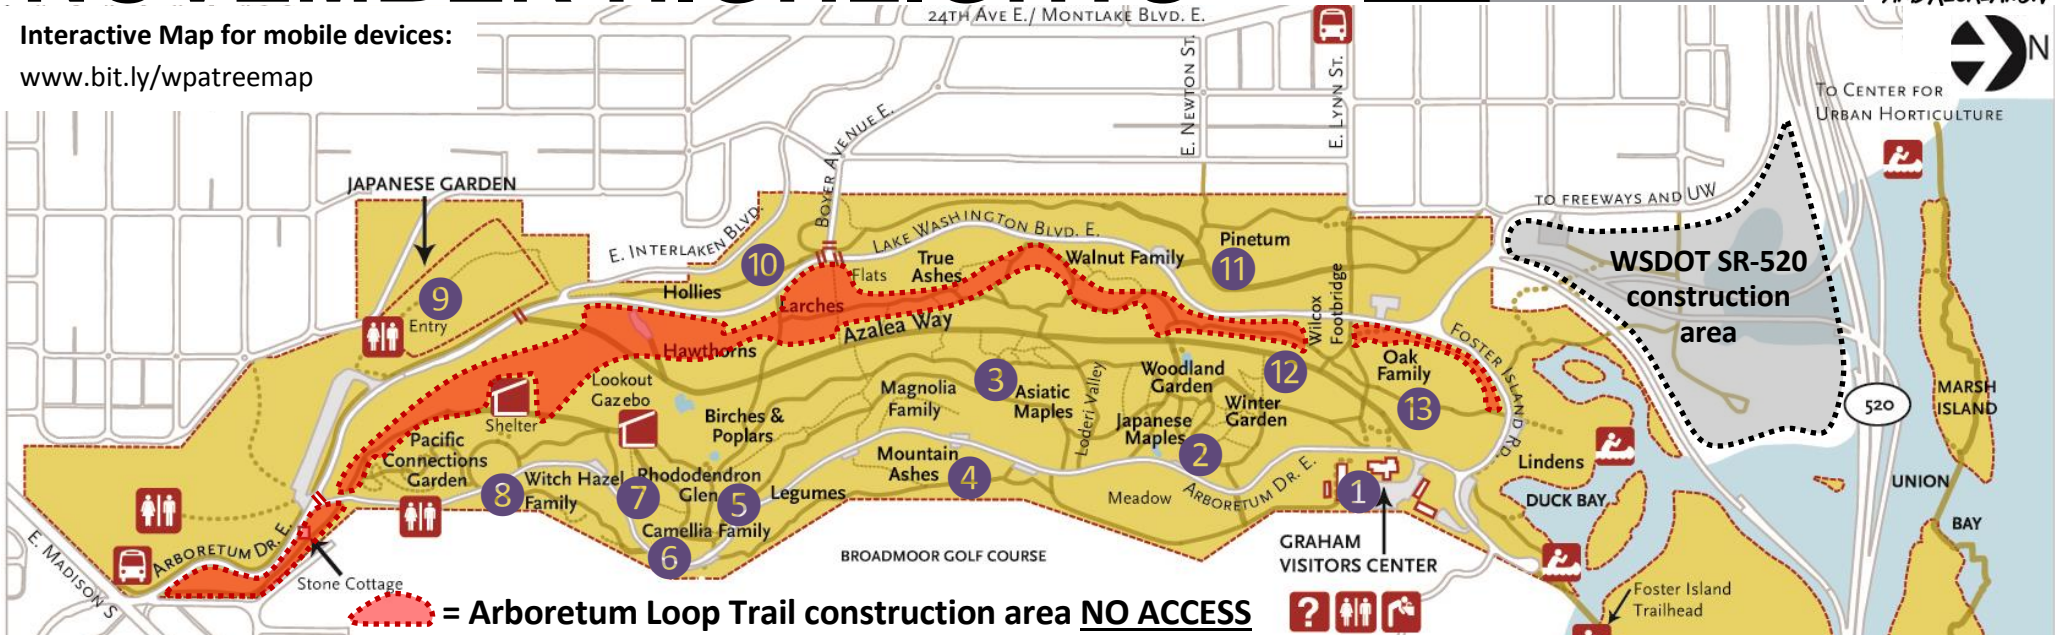 NOVEMBER HIGHLIGHTS
Interactive Map for mobile devices:
www.bit.ly/wpatreemap
24TH AVE E./ MONTLAKE BLVD. E.
N
TO CENTER FOR
URBAN HORTICULTURE
E. NEWTON ST.
E. LYNN ST.
BOYER AVENUE E.
JAPANESE GARDEN
E. INTERLAKEN BLVD.
LAKE WASHINGTON BLVD. E.
TO FREEWAYS AND UW
WSDOT SR-520
construction
area
9
Entry
10
Hollies
Flats
True
Ashes
Walnut Family
Pinetum
11
Larches
Azalea Way
Hawthorns
Wilcox
Footbridge
FOSTER ISLAND RD.
Oak
Family
13
12
Woodland
Garden
Winter
Garden
Japanese
Maples
2
Loderi Valley
3
Asiatic
Maples
Magnolia
Family
Lookout
Gazebo
Birches &
Poplars
Shelter
Pacific
Connections
Garden
8
Witch Hazel
Family
7
Rhododendron
Glen
5
Legumes
Camellia Family
6
Mountain
Ashes
4
Meadow
ARBORETUM DR. E.
1
GRAHAM
VISITORS CENTER
Lindens
DUCK BAY
520
MARSH
ISLAND
UNION
BAY
Foster Island
Trailhead
BROADMOOR GOLF COURSE
E. MADISON S
ARBORETUM DR. E.
Stone Cottage
= Arboretum Loop Trail construction area NO ACCESS
?